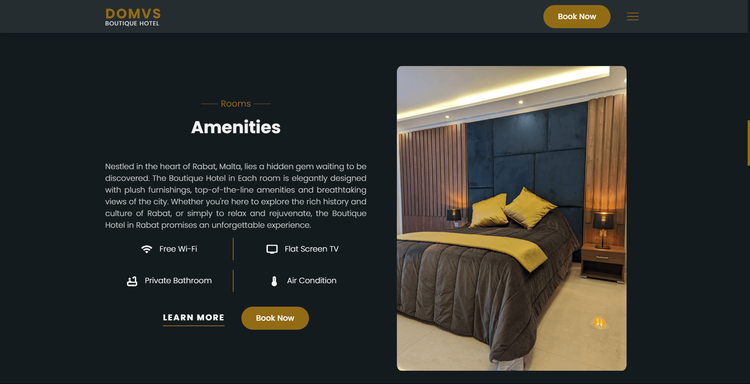 DOMVS
BOUTIQUE HOTEL
Book Now
Rooms
Amenities
Nestled in the heart of Rabat, Malta, lies a hidden gem waiting to be
discovered. The Boutique Hotel in Each room is elegantly designed
with plush furnishings, top-of-the-line amenities and breathtaking
views of the city. Whether you're here to explore the rich history and
culture of Rabat, or simply to relax and rejuvenate, the Boutique
Hotel in Rabat promises an unforgettable experience.
Free Wi-Fi
Flat Screen TV
Private Bathroom
Air Condition
LEARN MORE
Book Now